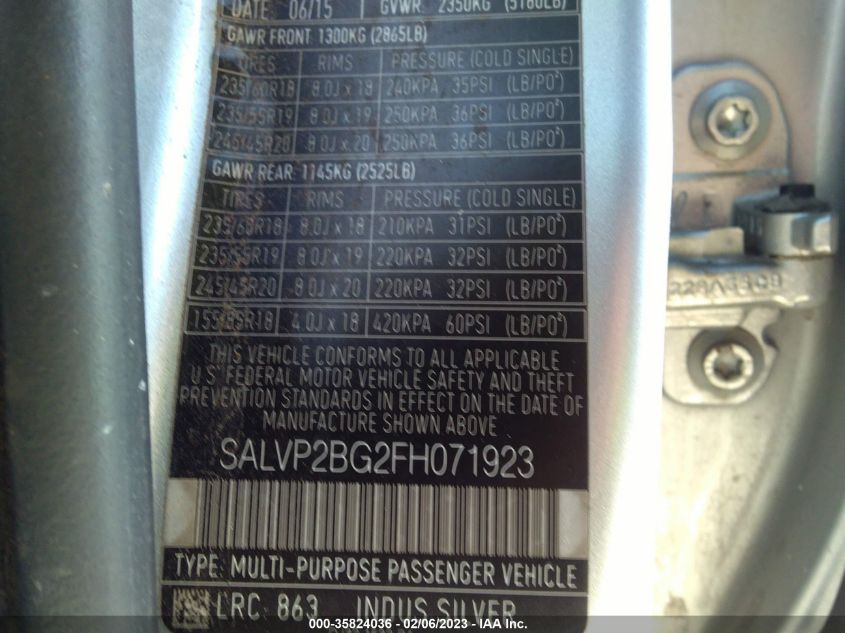 DATE 06/15 GVWR 2350KG (5180LB)
GAWR FRONT 1300KG (2865LB)
TIRES RIMS PRESSURE (COLD SINGLE)
235/60R18 8.0J x 18 240KPA 35PSI (LB/PO²)
235/55R19 8.0J x 19 250KPA 36PSI (LB/PO²)
245/45R20 8.0J x 20 250KPA 36PSI (LB/PO²)
GAWR REAR 1145KG (2525LB)
TIRES RIMS PRESSURE (COLD SINGLE)
235/60R18 8.0J x 18 210KPA 31PSI (LB/PO²)
235/55R19 8.0J x 19 220KPA 32PSI (LB/PO²)
245/45R20 8.0J x 20 220KPA 32PSI (LB/PO²)
155/85R18 4.0J x 18 420KPA 60PSI (LB/PO²)
THIS VEHICLE CONFORMS TO ALL APPLICABLE
U.S. FEDERAL MOTOR VEHICLE SAFETY AND THEFT
PREVENTION STANDARDS IN EFFECT ON THE DATE OF
MANUFACTURE SHOWN ABOVE
SALVP2BG2FH071923
TYPE: MULTI-PURPOSE PASSENGER VEHICLE
LRC 863 INDUS SILVER
000-35824036 - 02/06/2023 - IAA Inc.